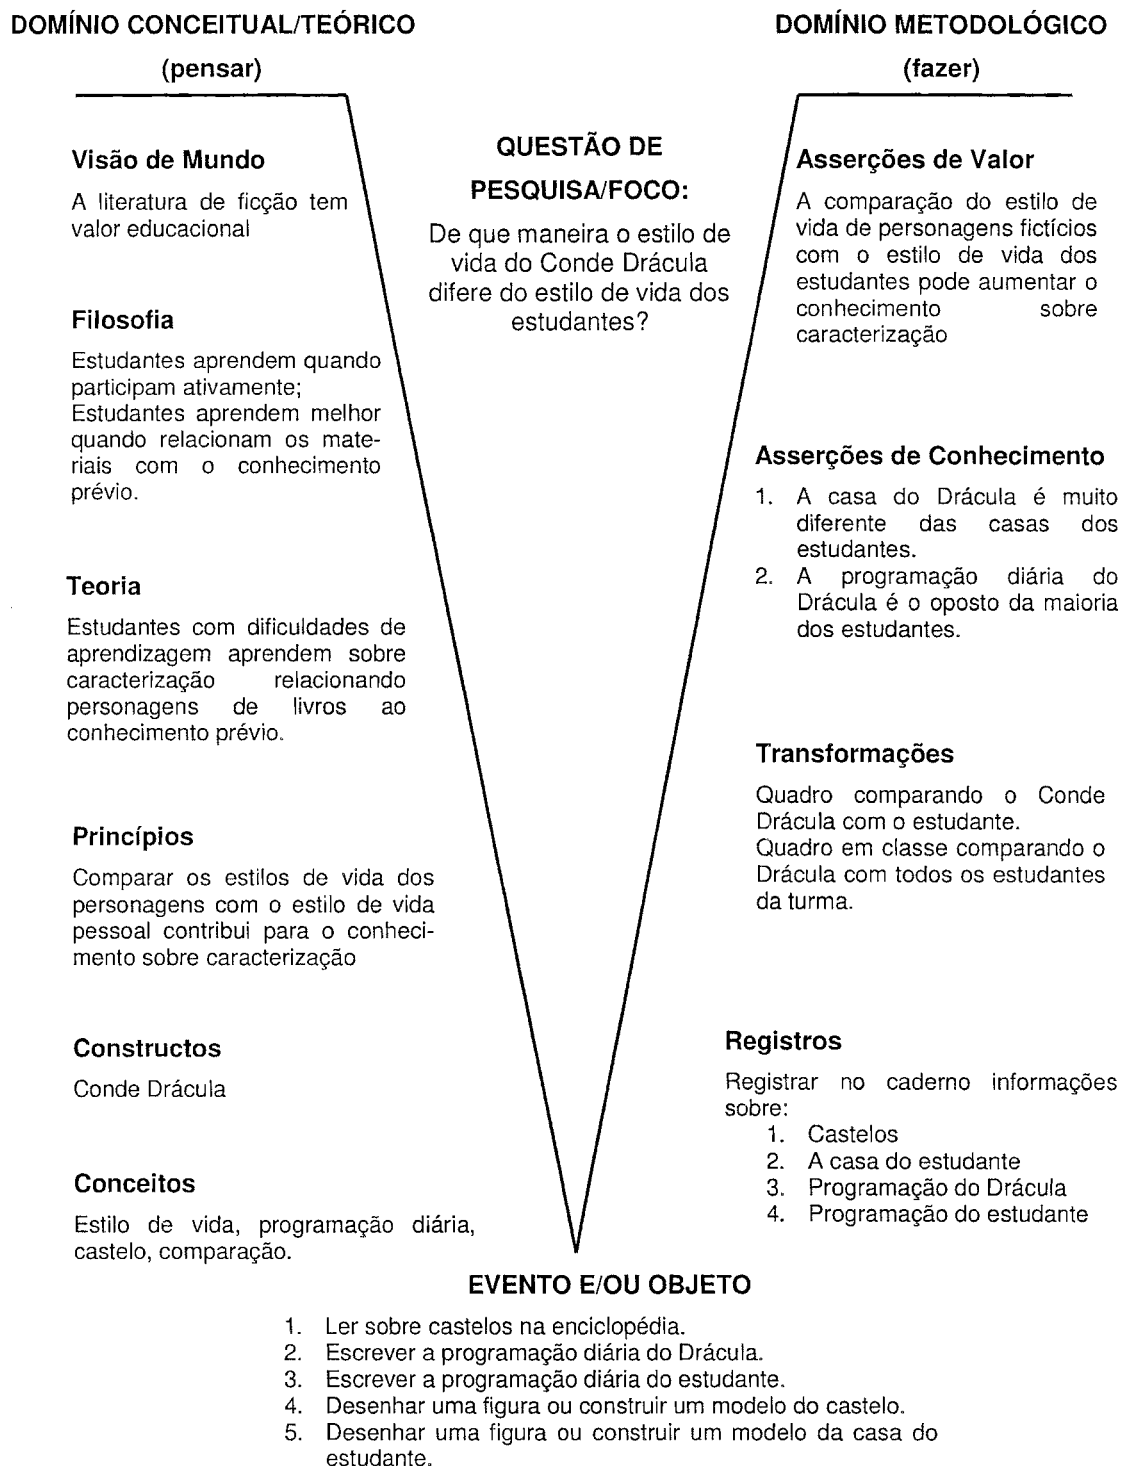 DOMÍNIO CONCEITUAL/TEÓRICO
(pensar)
Visão de Mundo
A literatura de ficção tem
valor educacional
Filosofia
Estudantes aprendem quando
participam ativamente;
Estudantes aprendem melhor
quando relacionam os mate-
riais com o conhecimento
prévio.
Teoria
Estudantes com dificuldades de
aprendizagem aprendem sobre
caracterização relacionando
personagens de livros ao
conhecimento prévio.
Princípios
Comparar os estilos de vida dos
personagens com o estilo de vida
pessoal contribui para o conheci-
mento sobre caracterização
Constructos
Conde Drácula
Conceitos
Estilo de vida, programação diária,
castelo, comparação.
QUESTÃO DE
PESQUISA/FOCO:
De que maneira o estilo de
vida do Conde Drácula
difere do estilo de vida dos
estudantes?
DOMÍNIO METODOLÓGICO
(fazer)
Asserções de Valor
A comparação do estilo de
vida de personagens fictícios
com o estilo de vida dos
estudantes pode aumentar o
conhecimento sobre
caracterização
Asserções de Conhecimento
1. A casa do Drácula é muito
diferente das casas dos
estudantes.
2. A programação diária do
Drácula é o oposto da maioria
dos estudantes.
Transformações
Quadro comparando o Conde
Drácula com o estudante.
Quadro em classe comparando o
Drácula com todos os estudantes
da turma.
Registros
Registrar no caderno informações
sobre:
1. Castelos
2. A casa do estudante
3. Programação do Drácula
4. Programação do estudante
EVENTO E/OU OBJETO
1. Ler sobre castelos na enciclopédia.
2. Escrever a programação diária do Drácula.
3. Escrever a programação diária do estudante.
4. Desenhar uma figura ou construir um modelo do castelo.
5. Desenhar uma figura ou construir um modelo da casa do
estudante.